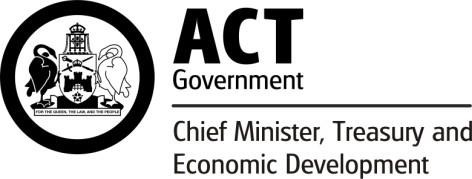 ACT
Government
FOR THE QUEEN, THE LAW, AND THE PEOPLE
Chief Minister, Treasury and
Economic Development